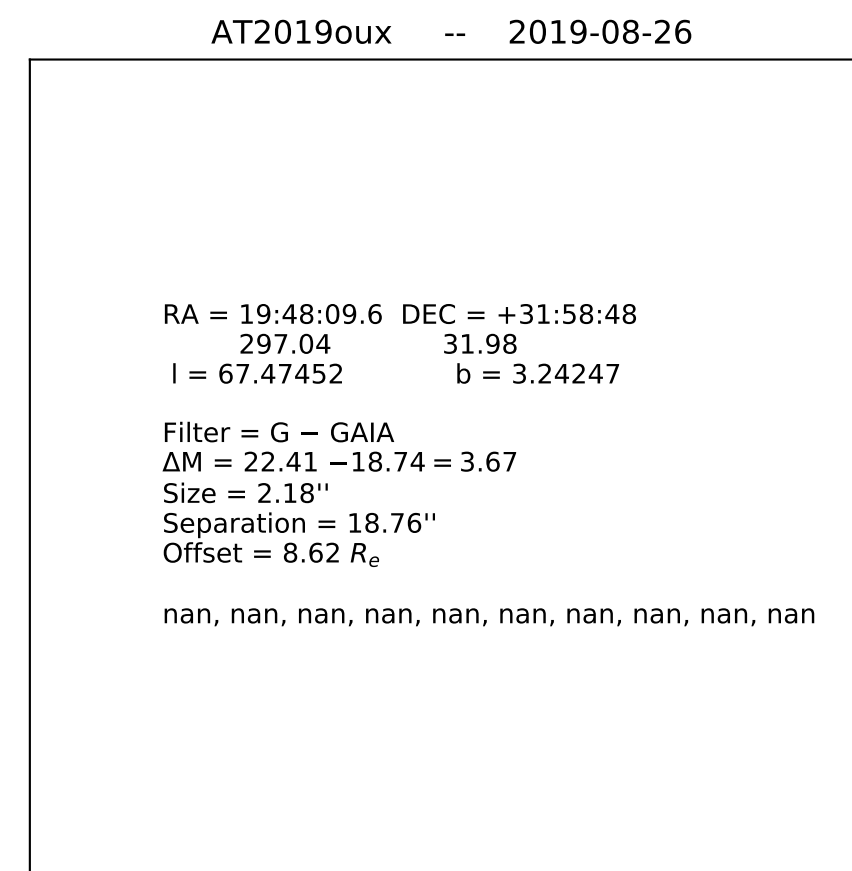 AT2019oux -- 2019-08-26
RA = 19:48:09.6 DEC = +31:58:48
297.04 31.98
l = 67.47452 b = 3.24247
Filter = G − GAIA
ΔM = 22.41 −18.74 = 3.67
Size = 2.18''
Separation = 18.76''
Offset = 8.62 Rₑ
nan, nan, nan, nan, nan, nan, nan, nan, nan, nan